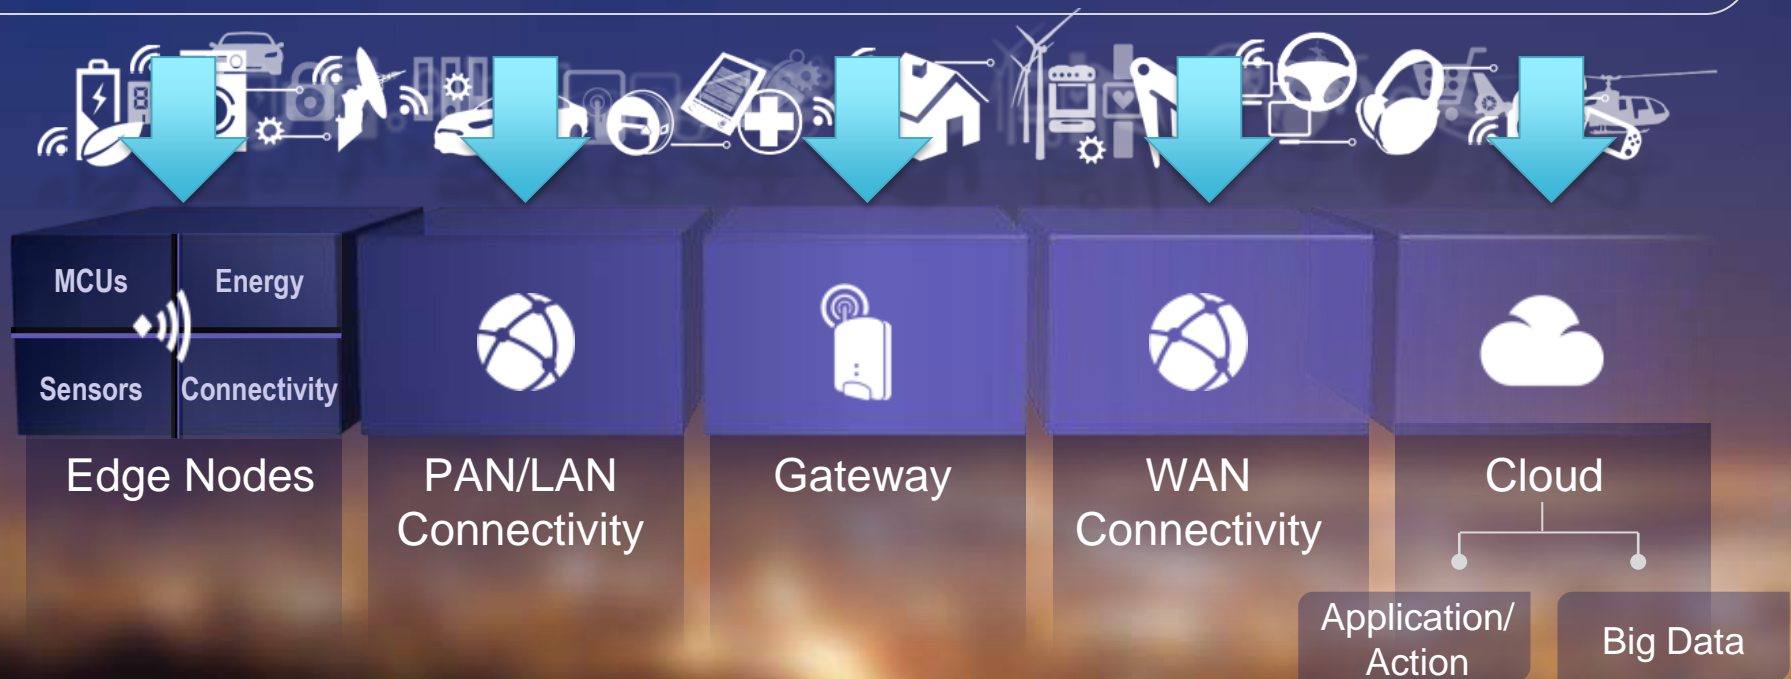 MCUs
Energy
Sensors
Connectivity
Edge Nodes
PAN/LAN
Connectivity
Gateway
WAN
Connectivity
Cloud
Application/
Action
Big Data